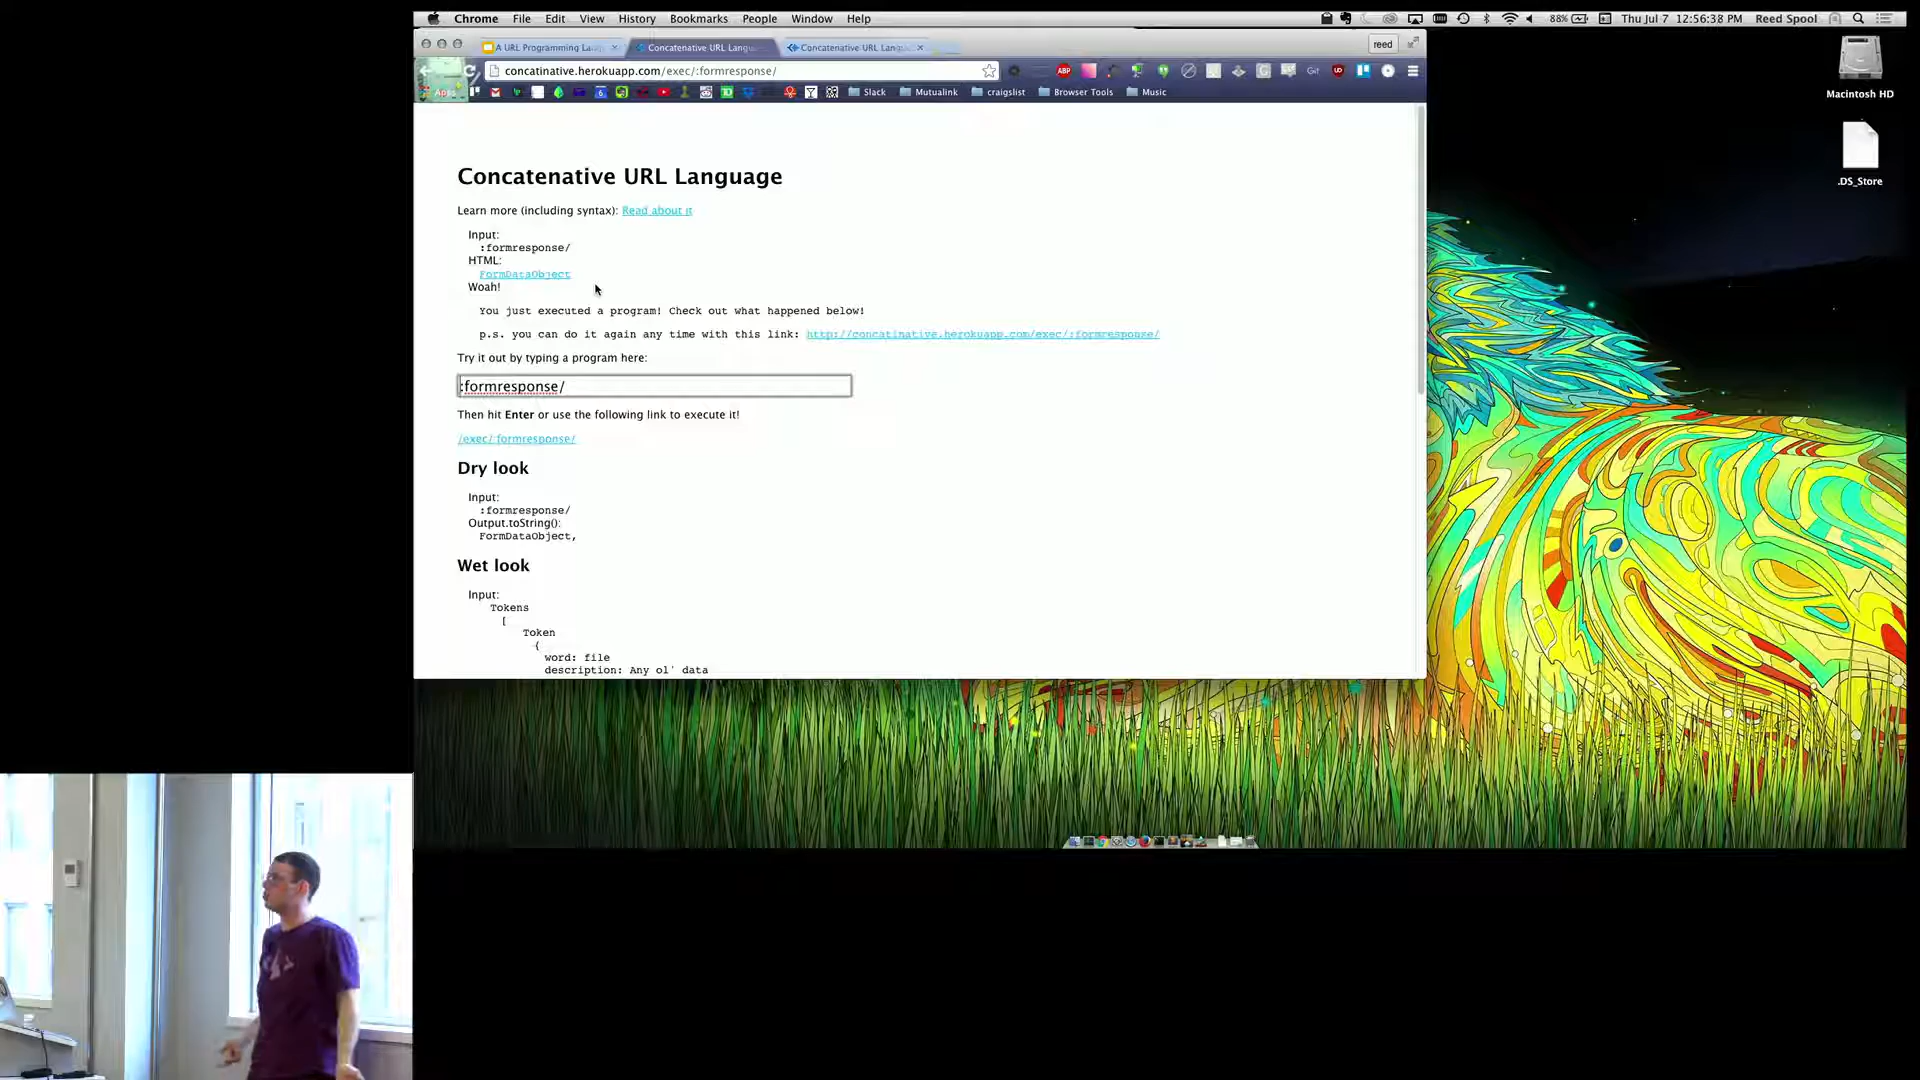 Chrome File Edit View History Bookmarks People Window Help
88% Thu Jul 7 12:56:38 PM Reed Spool
A URL Programming Lang
Concatenative URL Langu
Concatenative URL Langu
reed
concatinative.herokuapp.com/exec/:formresponse/
ABP
Git
Apps Slack Mutualink craigslist Browser Tools Music
Macintosh HD
.DS_Store
Concatenative URL Language
Learn more (including syntax): Read about it
Input:
:formresponse/
HTML:
FormDataObject
Woah!
You just executed a program! Check out what happened below!
p.s. you can do it again any time with this link: http://concatinative.herokuapp.com/exec/:formresponse/
Try it out by typing a program here:
:formresponse/
Then hit Enter or use the following link to execute it!
/exec/:formresponse/
Dry look
Input:
:formresponse/
Output.toString():
FormDataObject,
Wet look
Input:
Tokens
[
Token
{
word: file
description: Any ol' data